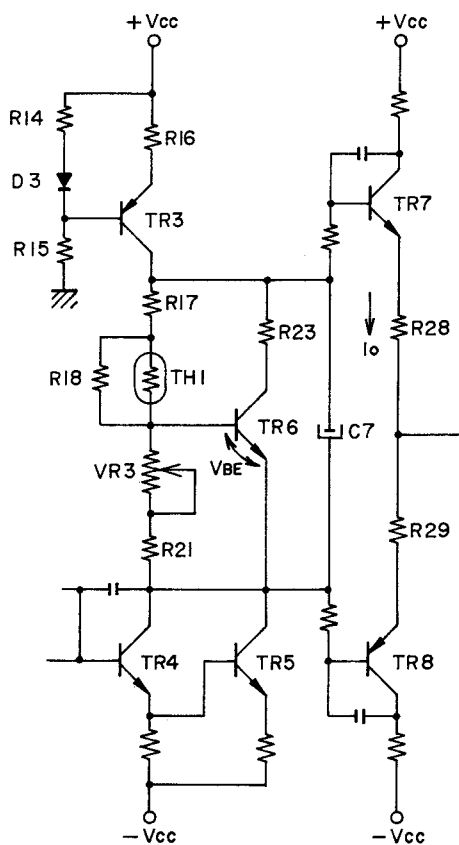 +Vcc
+Vcc
R14
R16
D3
TR3
TR7
R15
R17
R23
Io
R28
R18
TH1
TR6
C7
VR3
VBE
R29
R21
TR4
TR5
TR8
-Vcc
-Vcc